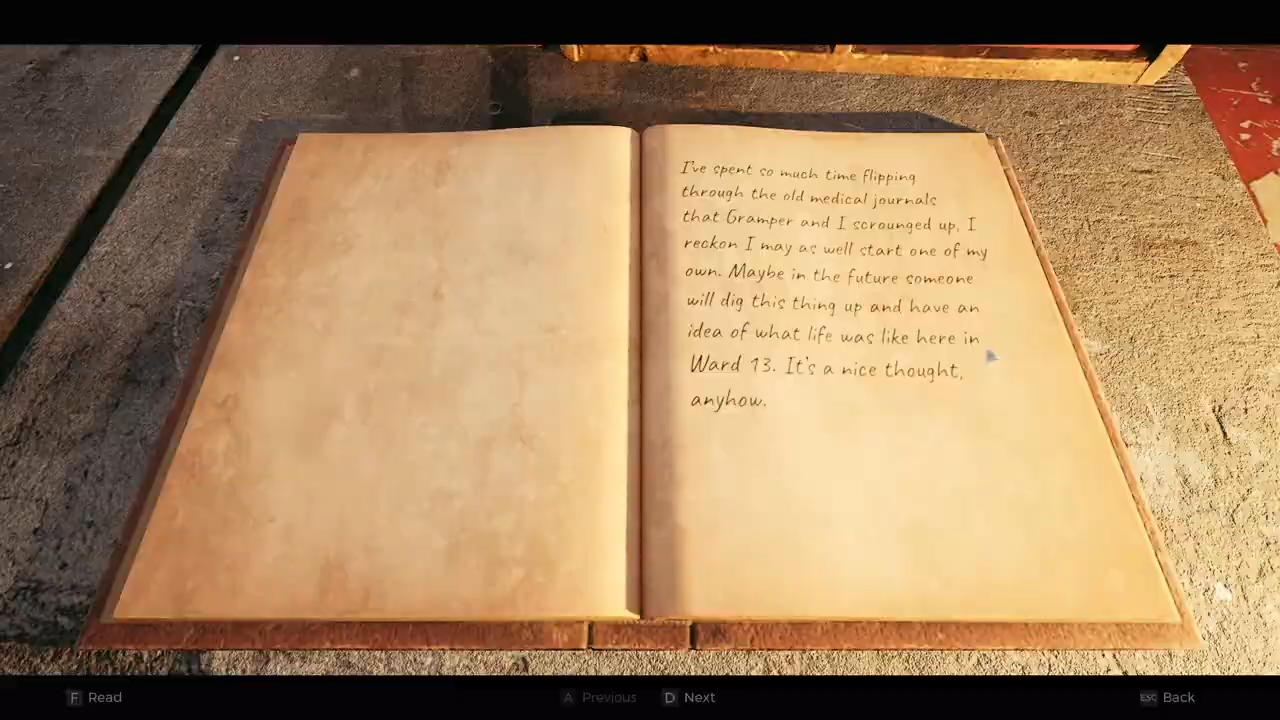 I've spent so much time flipping
through the old medical journals
that Gramper and I scrounged up, I
reckon I may as well start one of my
own. Maybe in the future someone
will dig this thing up and have an
idea of what life was like here in
Ward 13. It's a nice thought,
anyhow.
F Read
A Previous
D Next
ESC Back